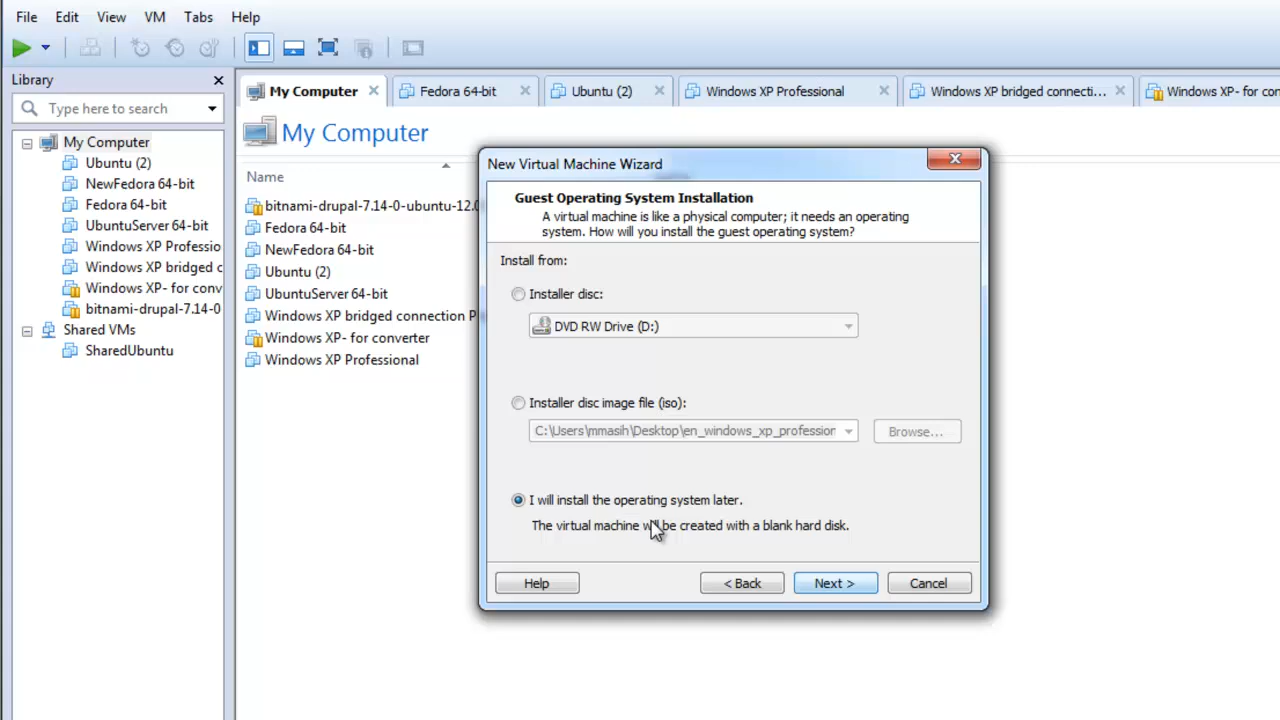 File Edit View VM Tabs Help
Library
Type here to search
My Computer
Ubuntu (2)
NewFedora 64-bit
Fedora 64-bit
UbuntuServer 64-bit
Windows XP Professio
Windows XP bridged c
Windows XP- for conv
bitnami-drupal-7.14-0
Shared VMs
SharedUbuntu
My Computer Fedora 64-bit Ubuntu (2) Windows XP Professional Windows XP bridged connecti... Windows XP- for con
My Computer
Name
bitnami-drupal-7.14-0-ubuntu-12.0
Fedora 64-bit
NewFedora 64-bit
Ubuntu (2)
UbuntuServer 64-bit
Windows XP bridged connection P
Windows XP- for converter
Windows XP Professional
New Virtual Machine Wizard
Guest Operating System Installation
A virtual machine is like a physical computer; it needs an operating
system. How will you install the guest operating system?
Install from:
Installer disc:
DVD RW Drive (D:)
Installer disc image file (iso):
C:\Users\mmasih\Desktop\en_windows_xp_profession
Browse...
I will install the operating system later.
The virtual machine will be created with a blank hard disk.
Help < Back Next > Cancel